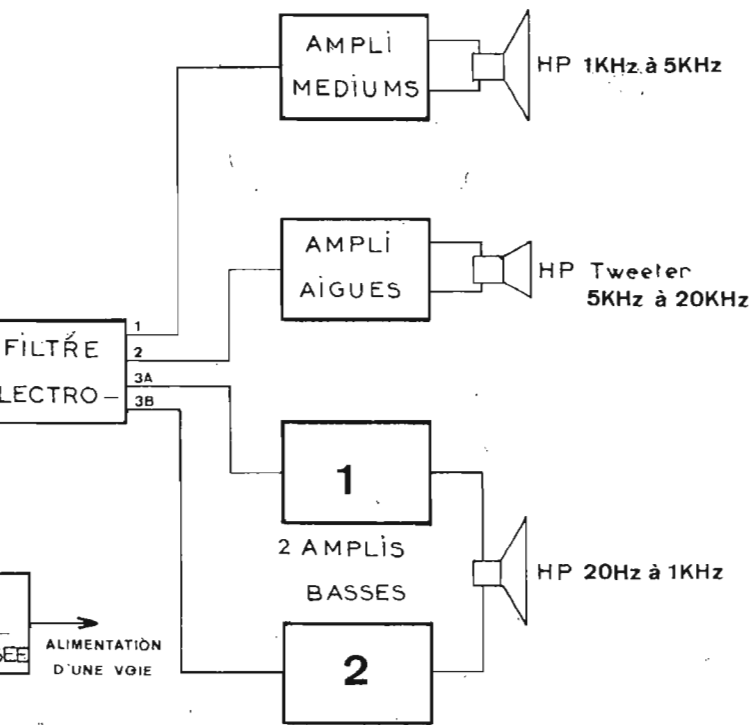 AMPLI
MEDIUMS
HP 1KHz à 5KHz
AMPLI
AIGUES
HP Tweeter
5KHz à 20KHz
FILTRE
LECTRO-
1
2
3A
3B
1
2 AMPLIS
BASSES
HP 20Hz à 1KHz
2
ALIMENTATION
D'UNE VOIE